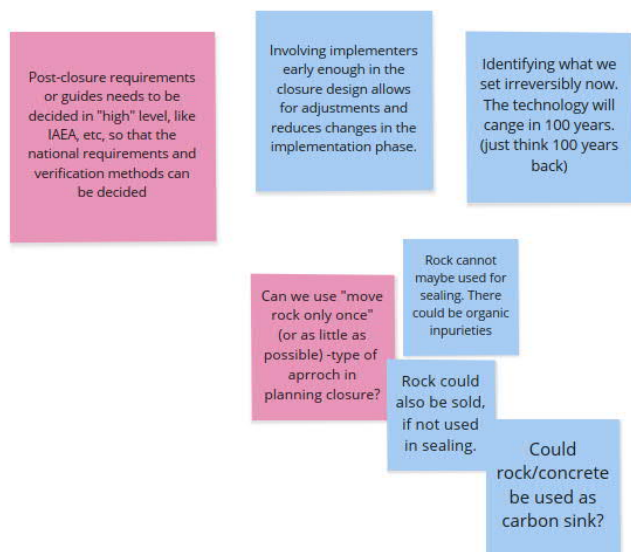 Post-closure requirements
or guides needs to be
decided in "high" level, like
IAEA, etc, so that the
national requirements and
verification methods can
be decided
Involving implementers
early enough in the
closure design allows
for adjustments and
reduces changes in the
implementation phase.
Identifying what we
set irreversibly now.
The technology will
cange in 100 years.
(just think 100 years
back)
Can we use "move
rock only once"
(or as little as
possible) -type of
aprroch in
planning closure?
Rock cannot
maybe used for
sealing. There
could be organic
inpurieties
Rock could
also be sold,
if not used
in sealing.
Could
rock/concrete
be used as
carbon sink?